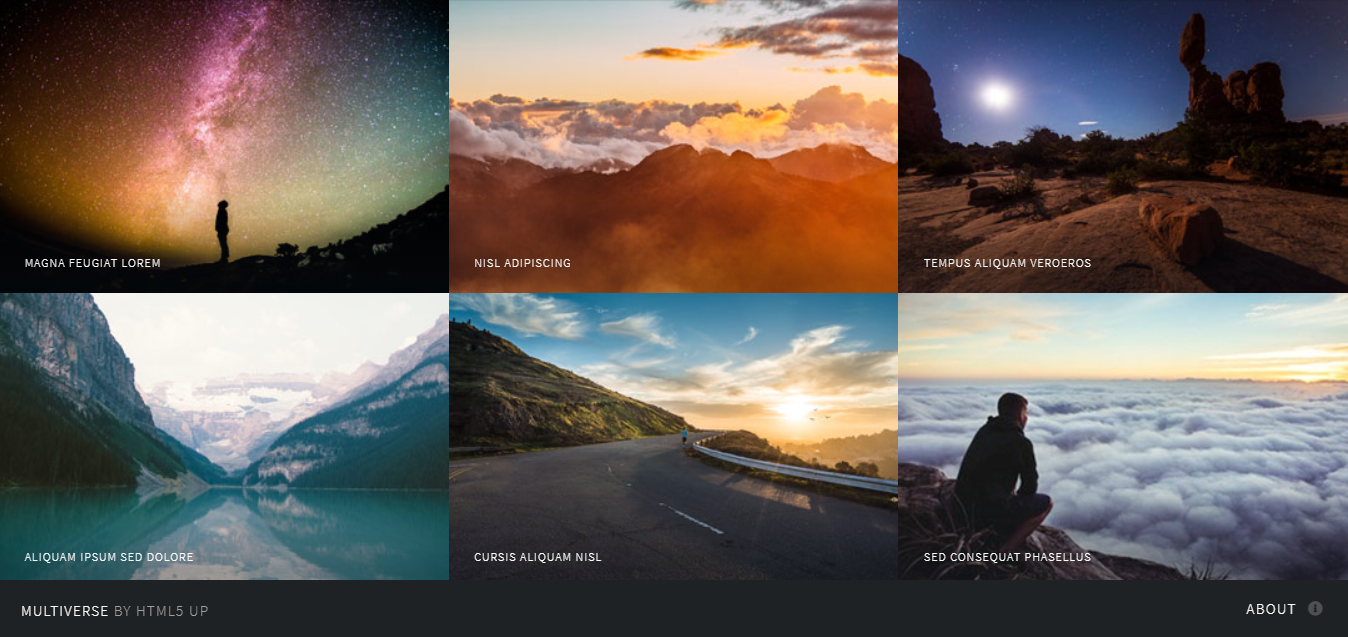 MAGNA FEUGIAT LOREM
NISL ADIPISCING
TEMPUS ALIQUAM VEROEROS
ALIQUAM IPSUM SED DOLORE
CURSIS ALIQUAM NISL
SED CONSEQUAT PHASELLUS
MULTIVERSE BY HTML5 UP
ABOUT